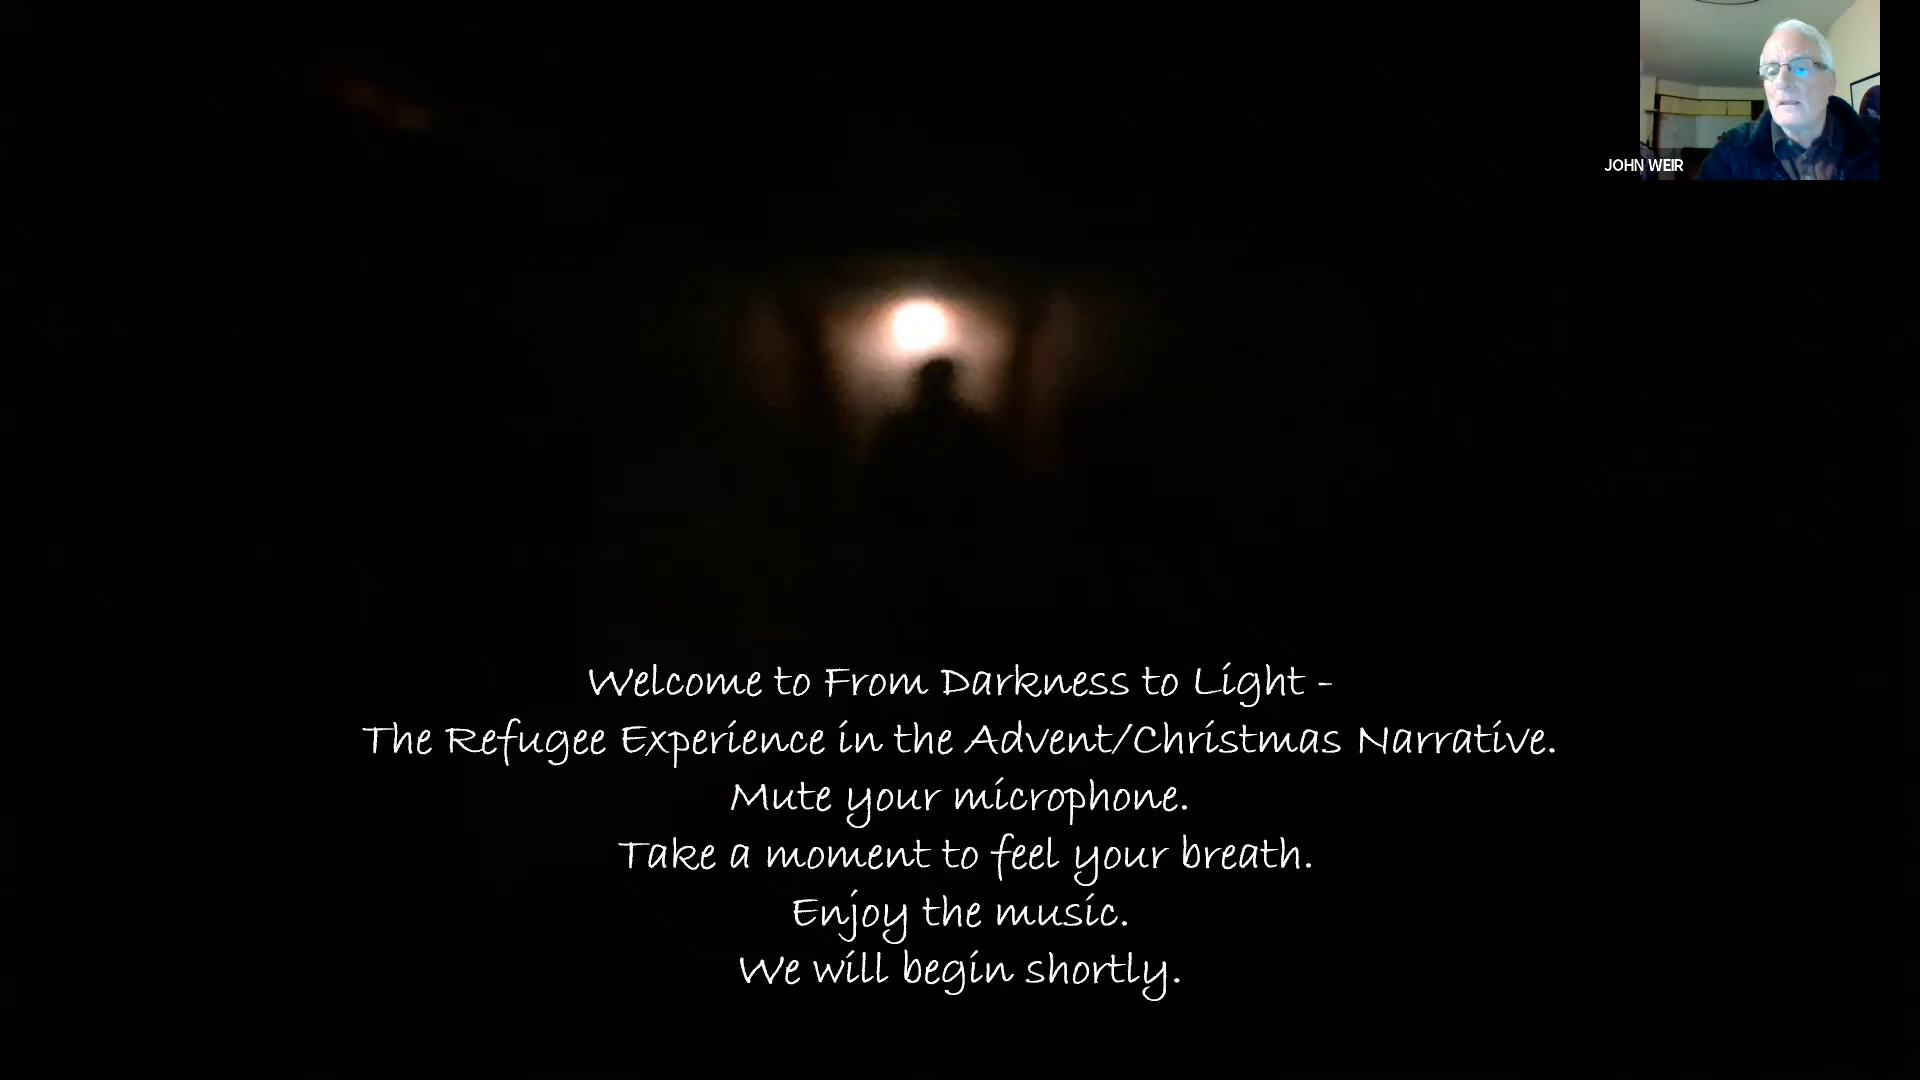 JOHN WEIR
Welcome to From Darkness to Light -
The Refugee Experience in the Advent/Christmas Narrative.
Mute your microphone.
Take a moment to feel your breath.
Enjoy the music.
We will begin shortly.